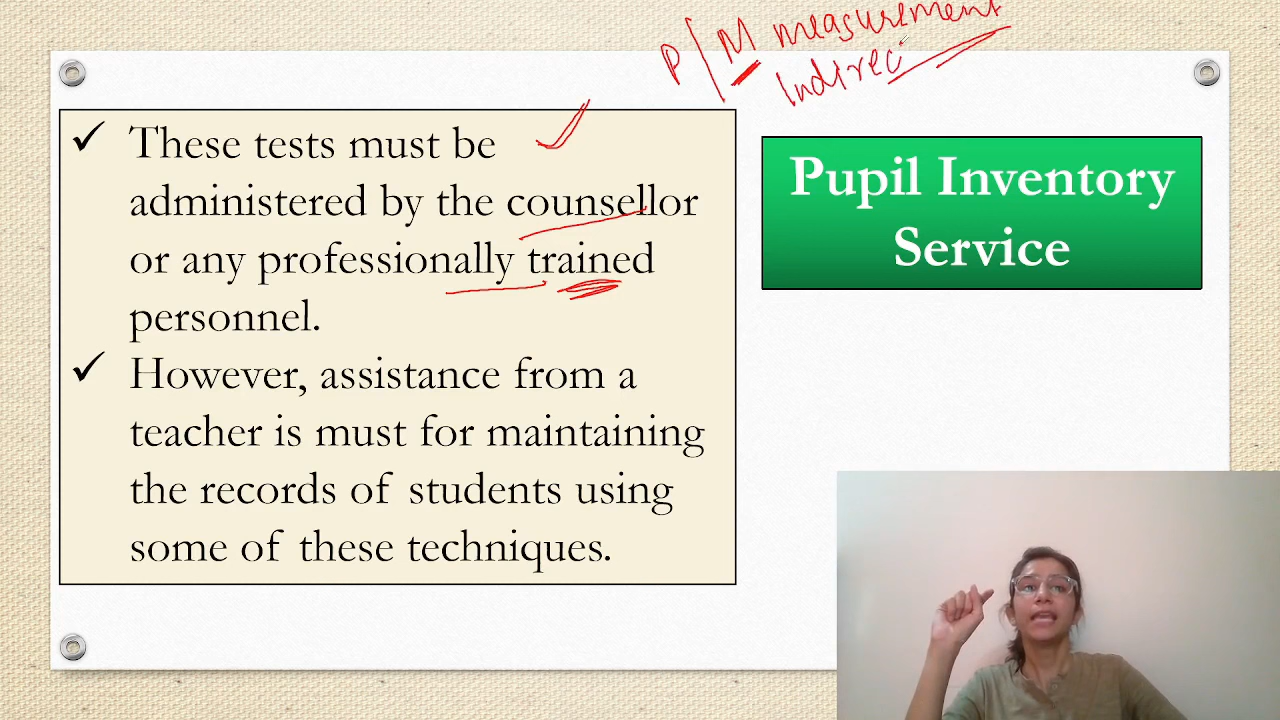 P/M measurement
Indirec
✓ These tests must be
administered by the counsellor
or any professionally trained
personnel.
✓ However, assistance from a
teacher is must for maintaining
the records of students using
some of these techniques.
Pupil Inventory
Service